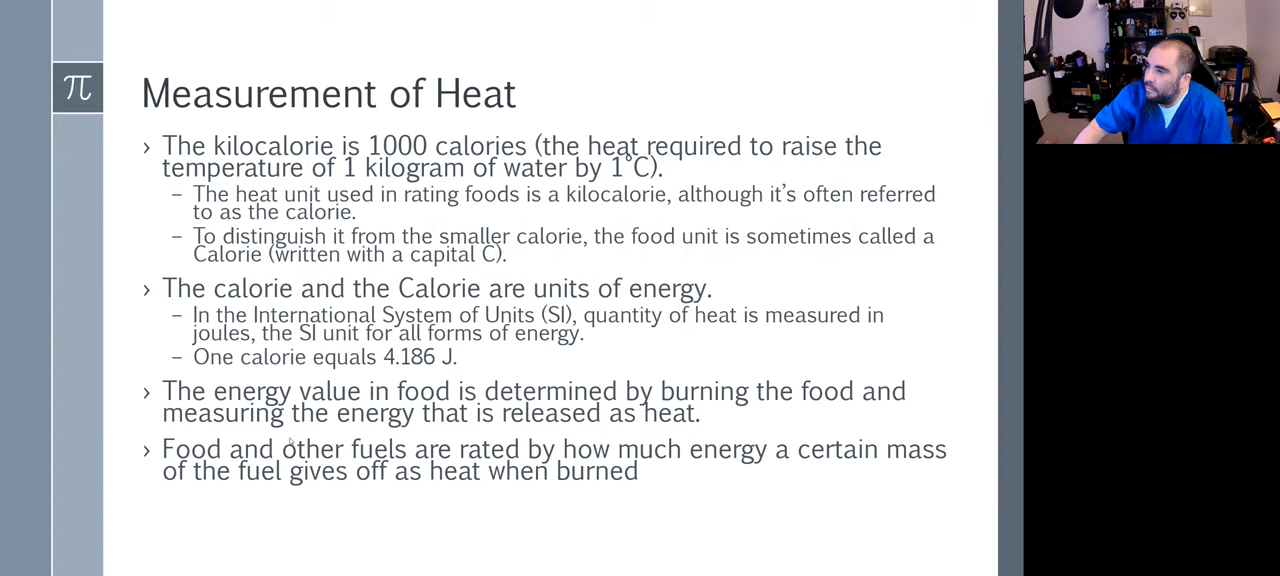 π
Measurement of Heat
› The kilocalorie is 1000 calories (the heat required to raise the
temperature of 1 kilogram of water by 1°C).
– The heat unit used in rating foods is a kilocalorie, although it’s often referred
to as the calorie.
– To distinguish it from the smaller calorie, the food unit is sometimes called a
Calorie (written with a capital C).
› The calorie and the Calorie are units of energy.
– In the International System of Units (SI), quantity of heat is measured in
joules, the SI unit for all forms of energy.
– One calorie equals 4.186 J.
› The energy value in food is determined by burning the food and
measuring the energy that is released as heat.
› Food and other fuels are rated by how much energy a certain mass
of the fuel gives off as heat when burned